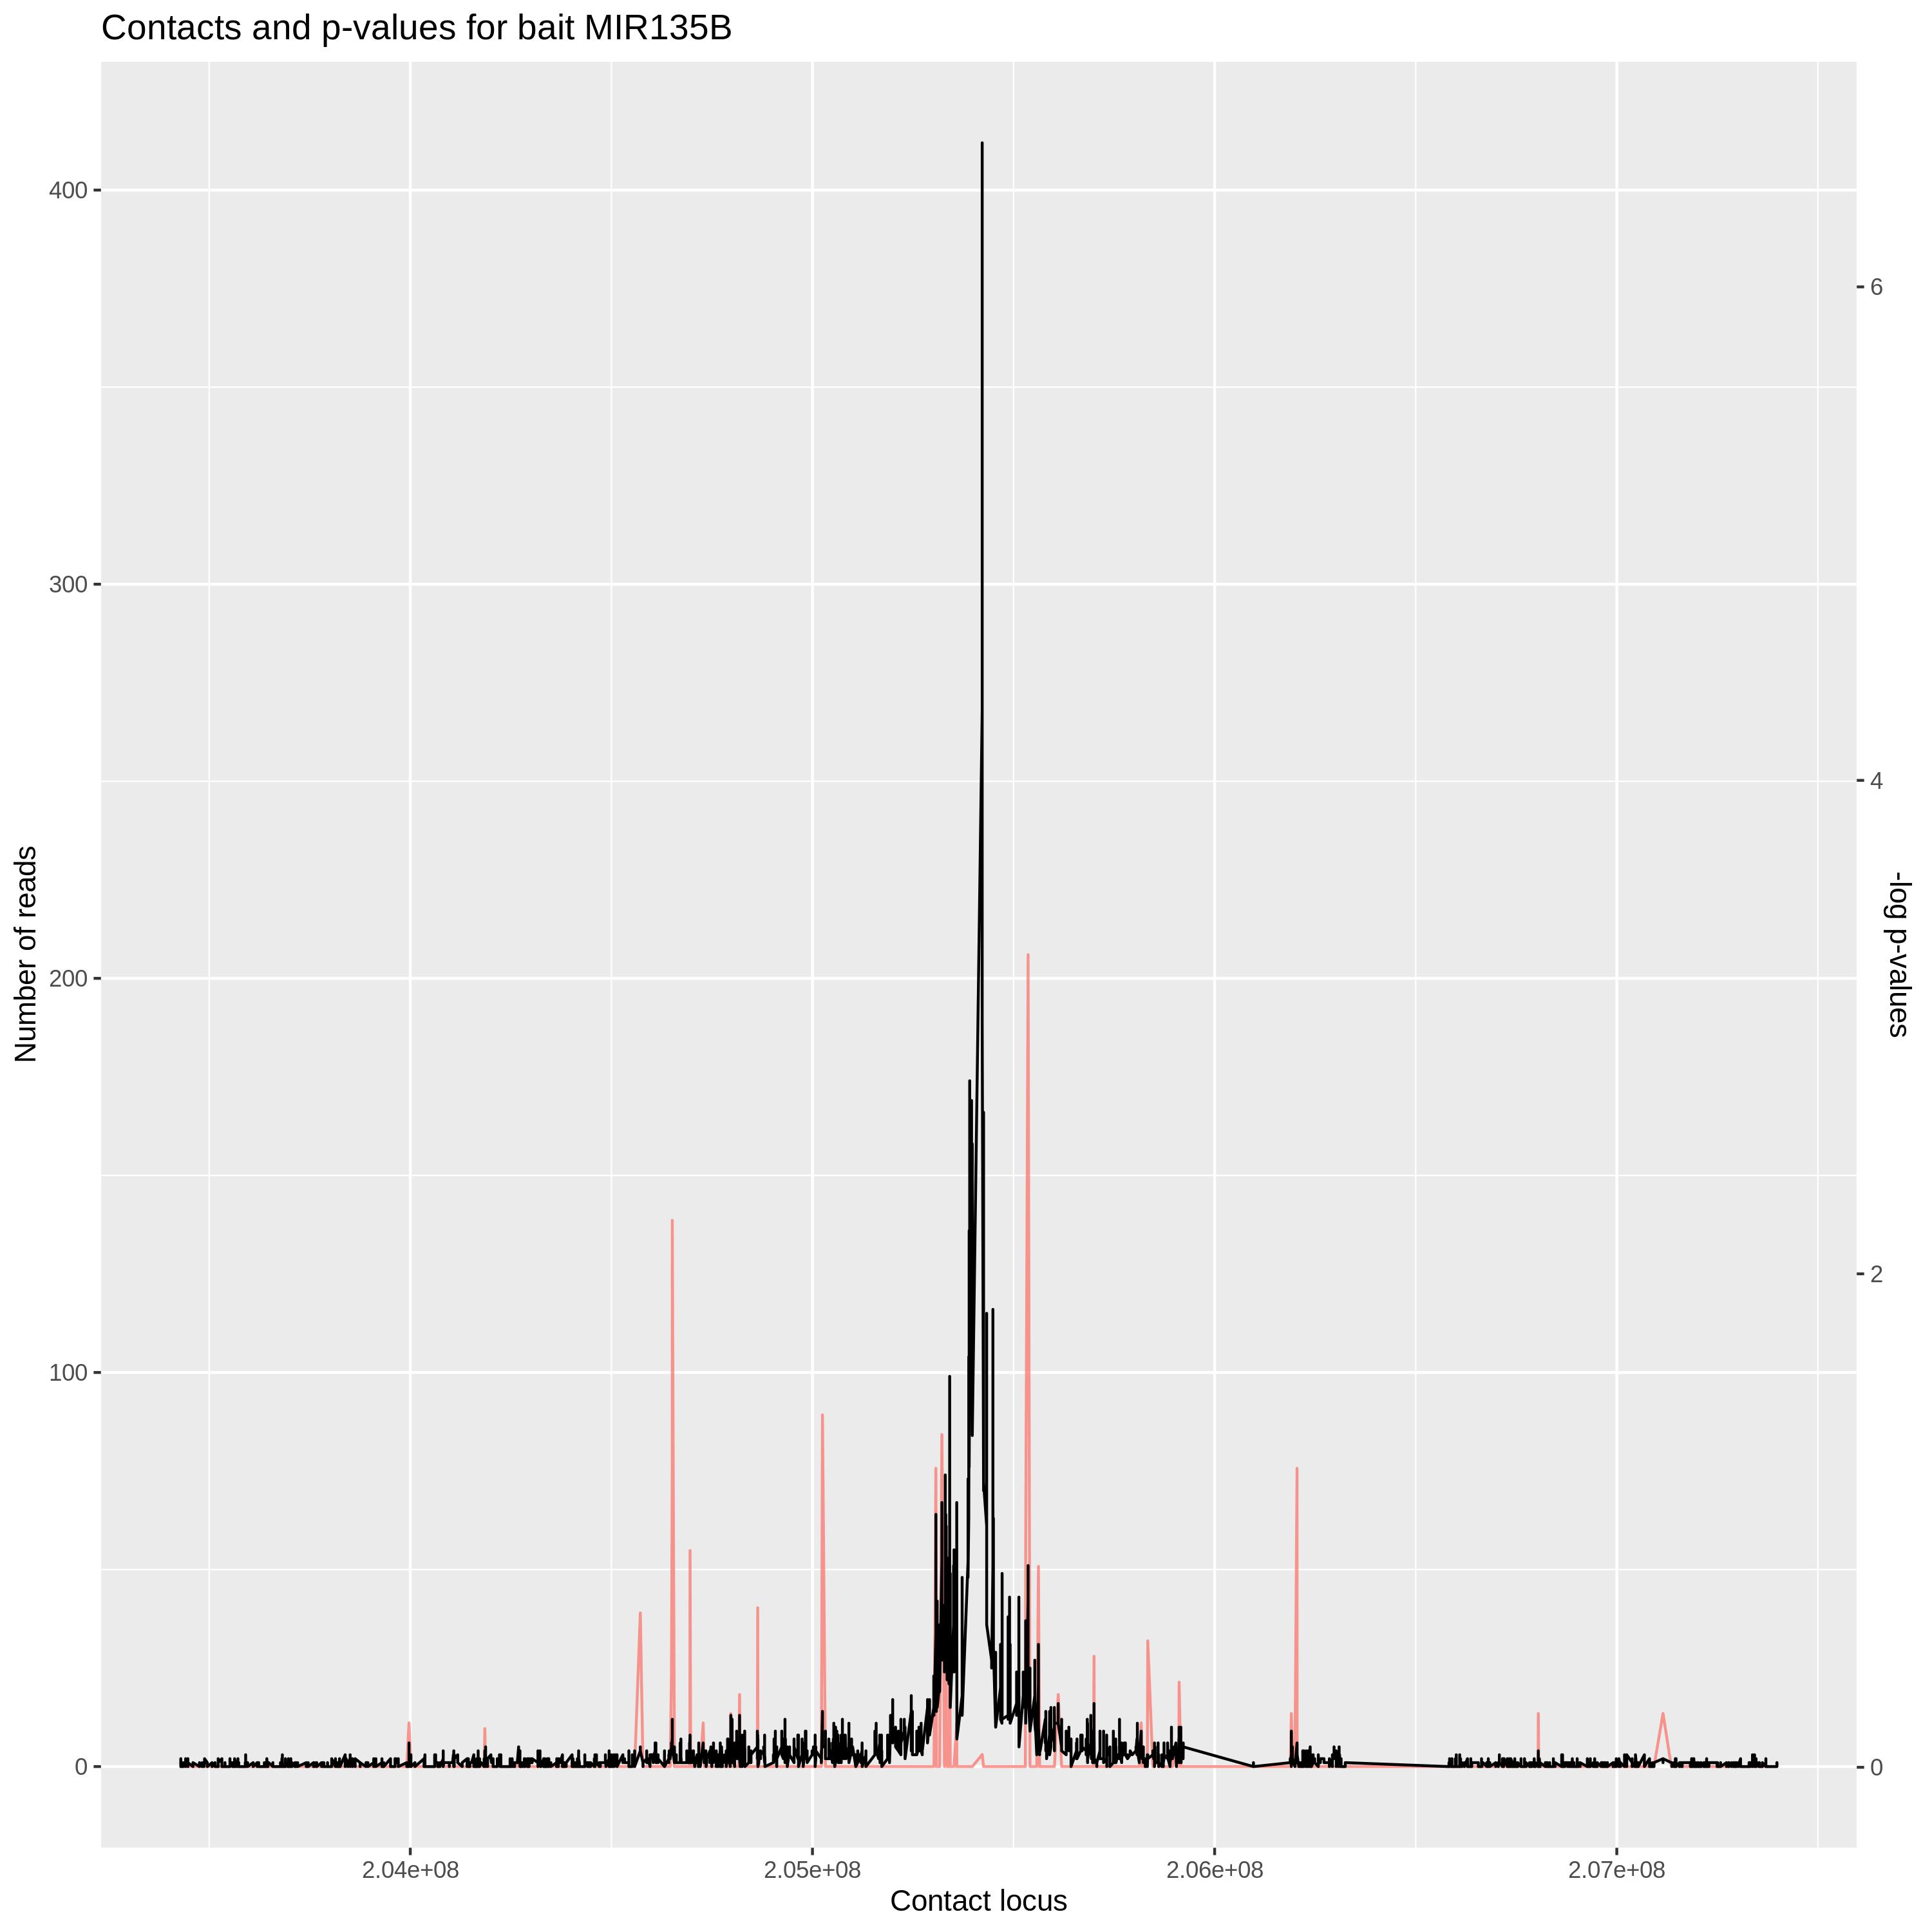 Contacts and p-values for bait MIR135B
400
300
200
100
0
6
4
2
0
Number of reads
-log p-values
2.04e+08
2.05e+08
2.06e+08
2.07e+08
Contact locus